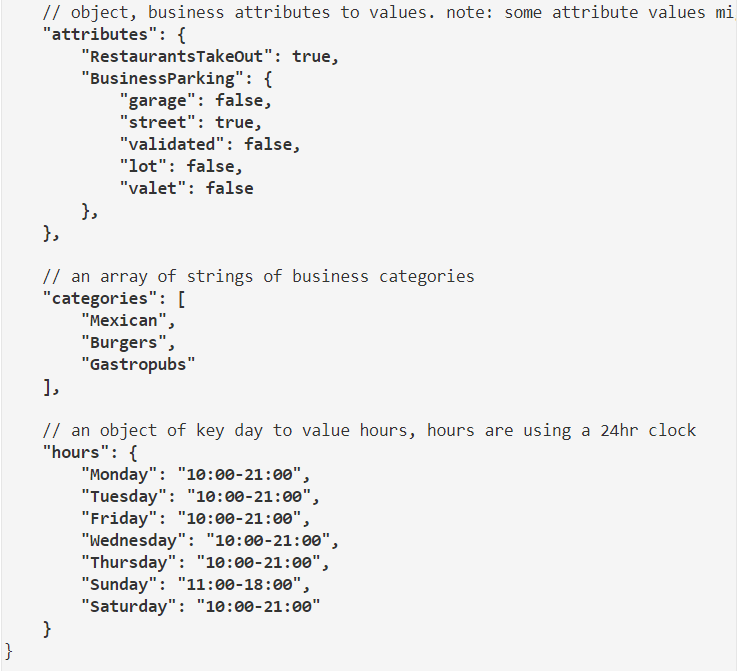 // object, business attributes to values. note: some attribute values mi
"attributes": {
"RestaurantsTakeOut": true,
"BusinessParking": {
"garage": false,
"street": true,
"validated": false,
"lot": false,
"valet": false
},
},
// an array of strings of business categories
"categories": [
"Mexican",
"Burgers",
"Gastropubs"
],
// an object of key day to value hours, hours are using a 24hr clock
"hours": {
"Monday": "10:00-21:00",
"Tuesday": "10:00-21:00",
"Friday": "10:00-21:00",
"Wednesday": "10:00-21:00",
"Thursday": "10:00-21:00",
"Sunday": "11:00-18:00",
"Saturday": "10:00-21:00"
}
}